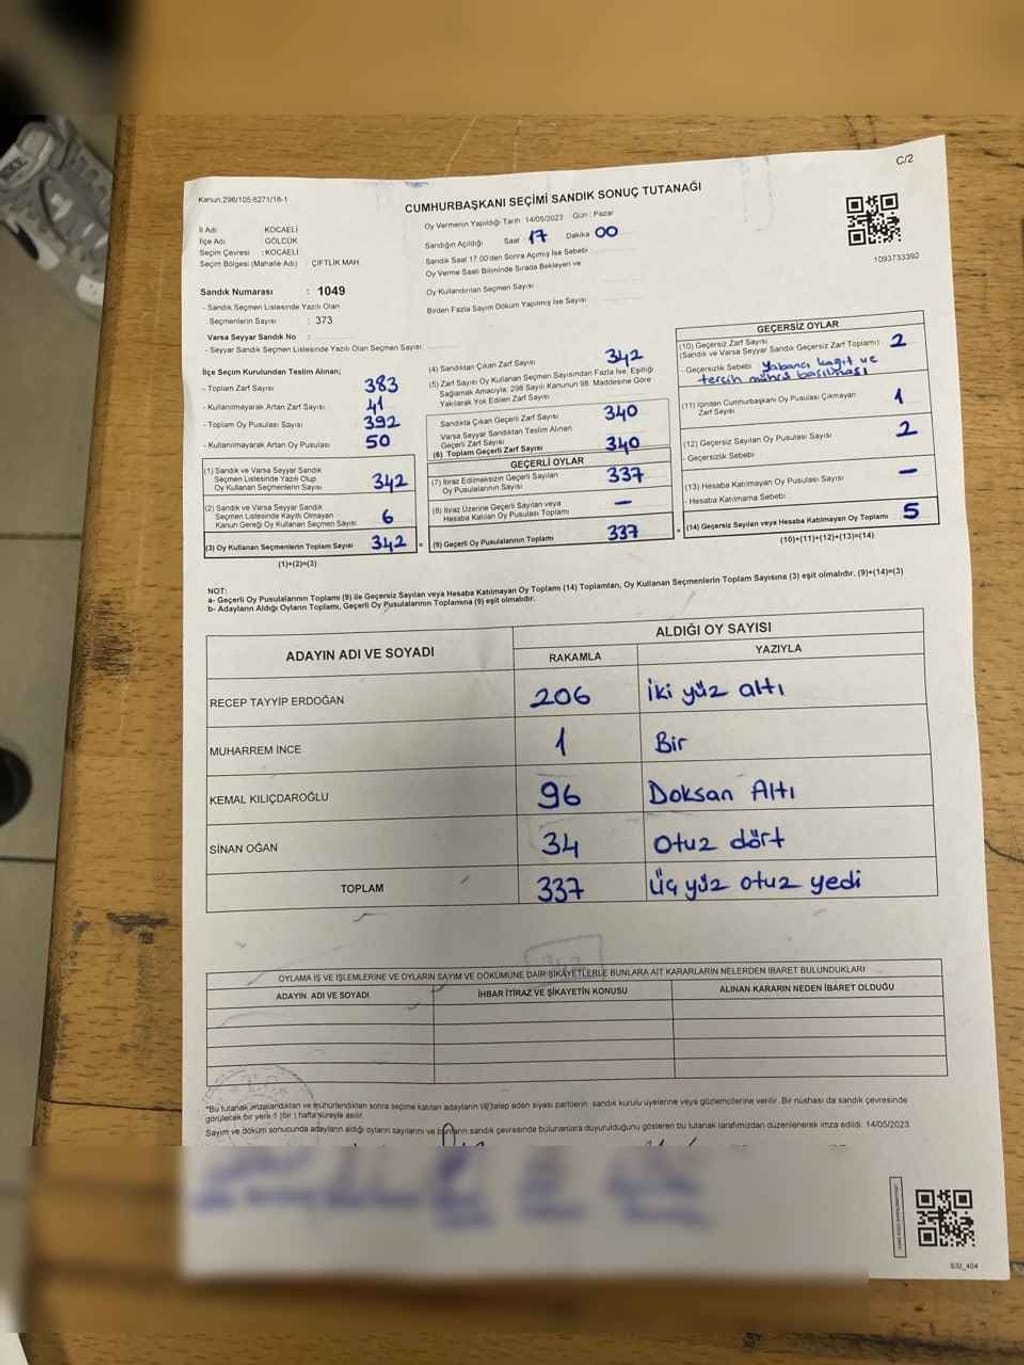 C/2
Kanun 298/105.6271/18-1
CUMHURBAŞKANI SEÇİMİ SANDIK SONUÇ TUTANAĞI
İl Adı KOCAELİ
İlçe Adı GÖLCÜK
Seçim Çevresi : KOCAELİ
Seçim Bölgesi (Mahalle Adı) : ÇİFTLİK MAH
Oy Vermenin Yapıldığı Tarih : 14/05/2023 Gün : Pazar
Sandığın Açıldığı Saat : 17 Dakika 00
Sandık Saat 17.00'den Sonra Açılmış İse Sebebi
Oy Verme Saati Bitiminde Sırada Bekleyen ve
Oy Kullandırılan Seçmen Sayısı
Birden Fazla Sayım Döküm Yapılmış İse Sayısı
1093733392
Sandık Numarası : 1049
- Sandık Seçmen Listesinde Yazılı Olan
Seçmenlerin Sayısı : 373
Varsa Seyyar Sandık No :
- Seyyar Sandık Seçmen Listesinde Yazılı Olan Seçmen Sayısı
İlçe Seçim Kurulundan Teslim Alınan;
- Toplam Zarf Sayısı 383
- Kullanılmayarak Artan Zarf Sayısı 41
- Toplam Oy Pusulası Sayısı 392
- Kullanılmayarak Artan Oy Pusulası 50
(1) Sandık ve Varsa Seyyar Sandık
Seçmen Listesinde Yazılı Olup
Oy Kullanan Seçmenlerin Sayısı 342
(2) Sandık ve Varsa Seyyar Sandık
Seçmen Listesinde Kayıtlı Olmayan
Kanun Gereği Oy Kullanan Seçmen Sayısı 6
(3) Oy Kullanan Seçmenlerin Toplam Sayısı 342
(1)+(2)=(3)
(4) Sandıktan Çıkan Zarf Sayısı 342
(5) Zarf Sayısı Oy Kullanan Seçmen Sayısından Fazla İse, Eşitliği
Sağlamak Amacıyla; 298 Sayılı Kanunun 98. Maddesine Göre
Yakılarak Yok Edilen Zarf Sayısı
Sandıkta Çıkan Geçerli Zarf Sayısı 340
Varsa Seyyar Sandıktan Teslim Alınan
Geçerli Zarf Sayısı
(6) Toplam Geçerli Zarf Sayısı 340
GEÇERLİ OYLAR
(7) İtiraz Edilmeksizin Geçerli Sayılan
Oy Pusulalarının Sayısı 337
(8) İtiraz Üzerine Geçerli Sayılan veya
Hesaba Katılan Oy Pusulası Toplamı –
(9) Geçerli Oy Pusulalarının Toplamı 337
GEÇERSİZ OYLAR
(10) Geçersiz Zarf Sayısı
(Sandık ve Varsa Seyyar Sandık Geçersiz Zarf Toplamı) 2
- Geçersizlik Sebebi Yabancı kağıt ve
tercih mührü basılması
(11) İçinden Cumhurbaşkanı Oy Pusulası Çıkmayan
Zarf Sayısı 1
(12) Geçersiz Sayılan Oy Pusulası Sayısı 2
- Geçersizlik Sebebi
(13) Hesaba Katılmayan Oy Pusulası Sayısı –
- Hesaba Katılmama Sebebi
(14) Geçersiz Sayılan veya Hesaba Katılmayan Oy Toplamı 5
(10)+(11)+(12)+(13)=(14)
NOT:
a- Geçerli Oy Pusulalarının Toplamı (9) ile Geçersiz Sayılan veya Hesaba Katılmayan Oy Toplamı (14) Toplamları, Oy Kullanan Seçmenlerin Toplam Sayısına (3) eşit olmalıdır. (9)+(14)=(3)
b- Adayların Aldığı Oyların Toplamı, Geçerli Oy Pusulalarının Toplamına (9) eşit olmalıdır.
ADAYIN ADI VE SOYADI
ALDIĞI OY SAYISI
RAKAMLA YAZIYLA
RECEP TAYYİP ERDOĞAN 206 İki yüz altı
MUHARREM İNCE 1 Bir
KEMAL KILIÇDAROĞLU 96 Doksan Altı
SİNAN OĞAN 34 Otuz dört
TOPLAM 337 Üç yüz otuz yedi
OYLAMA İŞ VE İŞLEMLERİNE VE OYLARIN SAYIM VE DÖKÜMÜNE DAİR ŞİKAYETLERLE BUNLARA AİT KARARLARIN NELERDEN İBARET BULUNDUKLARI
ADAYIN ADI VE SOYADI İHBAR İTİRAZ VE ŞİKAYETİN KONUSU ALINAN KARARIN NEDEN İBARET OLDUĞU
*Bu tutanak imzalandıktan ve mühürlendikten sonra seçime katılan adayların ve talep eden siyasi partilerin sandık kurulu üyelerine veya gözlemcilerine verilir. Bir nüshası da sandık çevresinde
görülecek bir yere 1 (bir) hafta süreyle asılır.
Sayım ve döküm sonucunda adayların aldığı oyların sayılarını ve bunların sandık çevresinde bulunanlara duyurulduğunu gösteren bu tutanak tarafımızdan düzenlenerek imza edildi. 14/05/2023